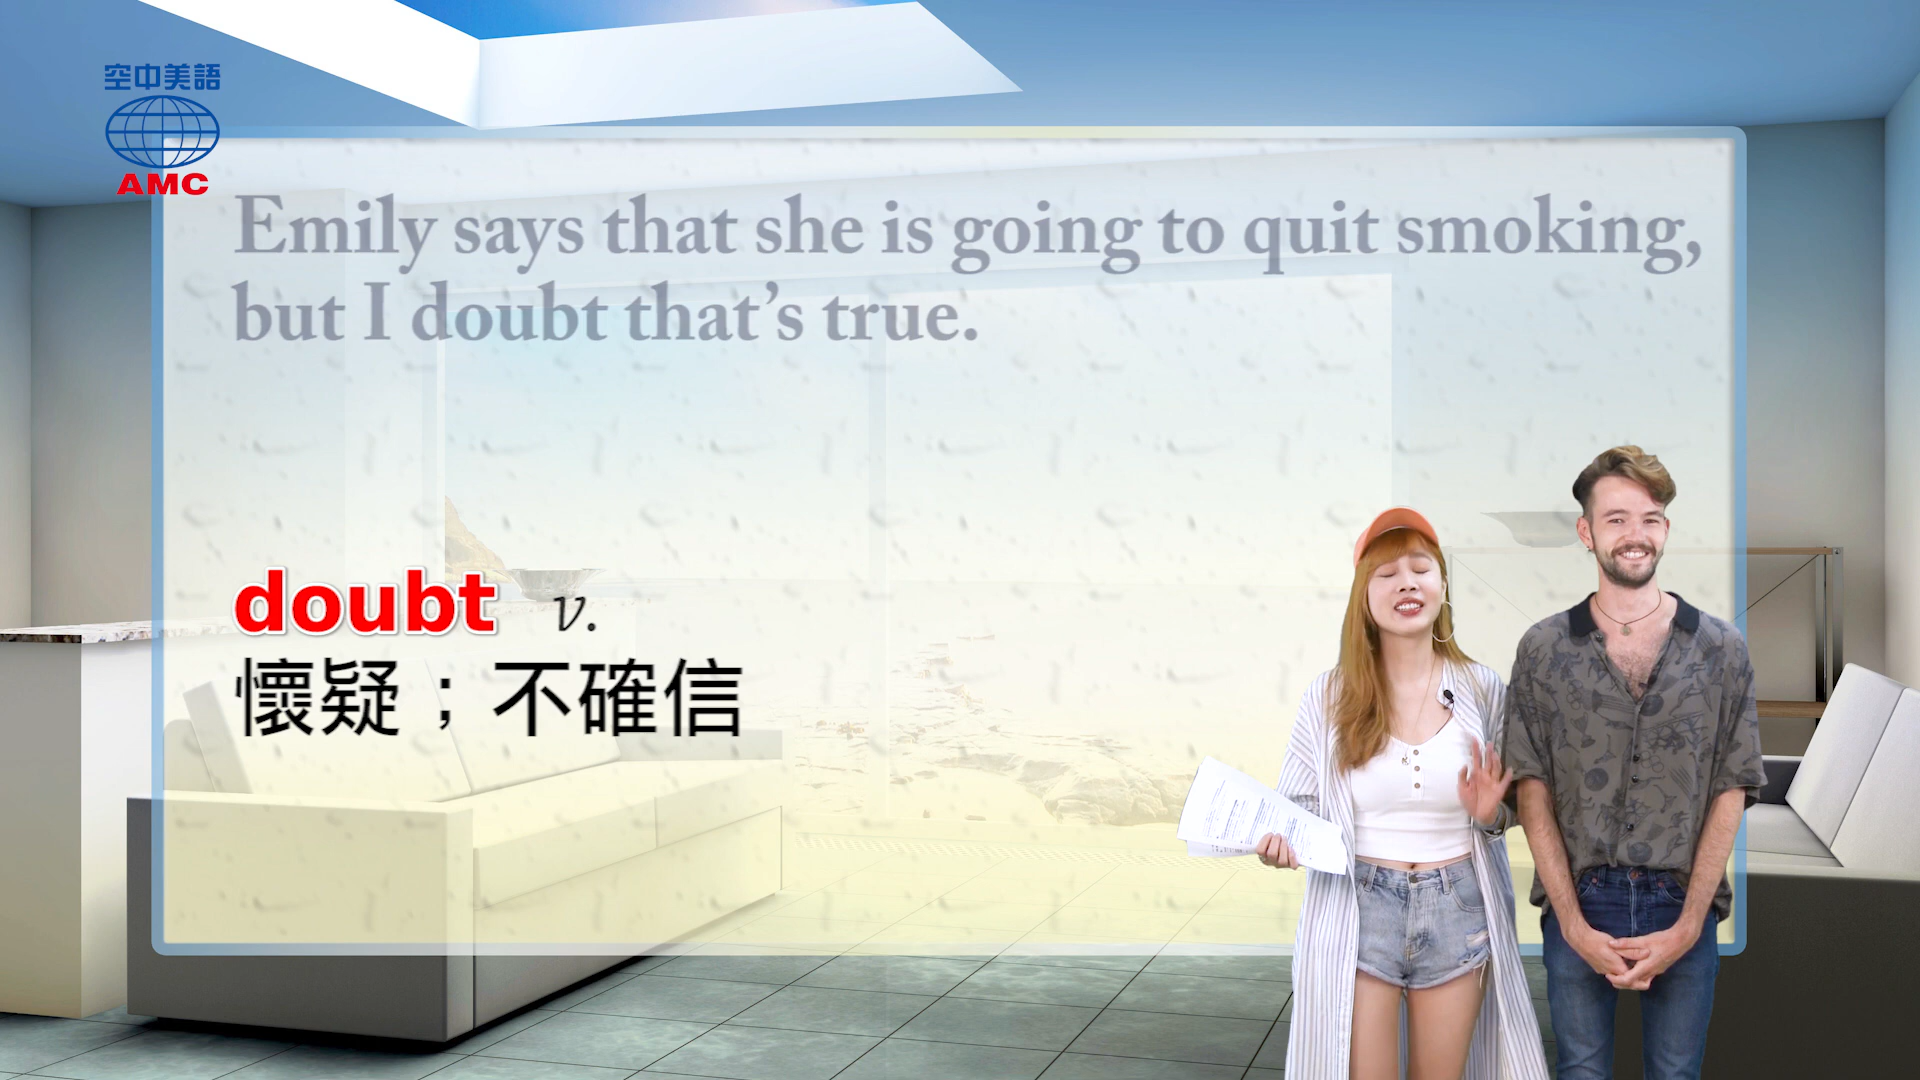 空中美語
AMC
Emily says that she is going to quit smoking,
but I doubt that's true.
doubt v.
懷疑；不確信